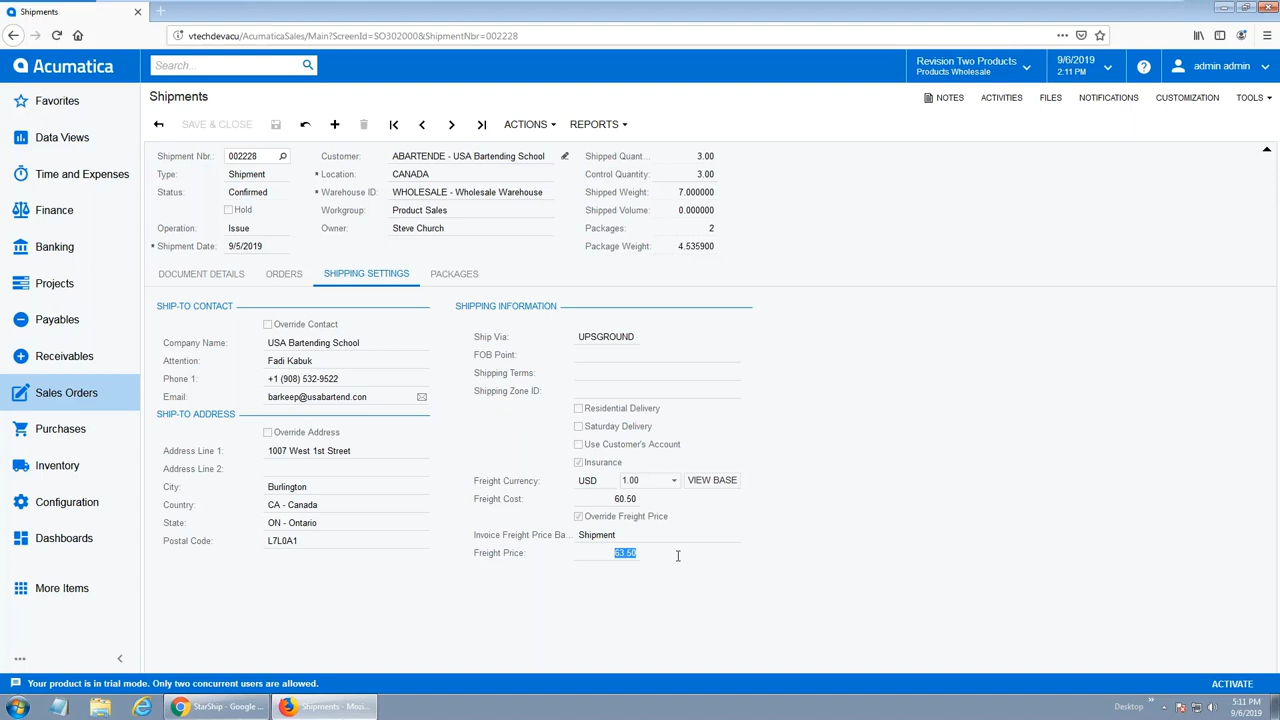 Shipments
vtechdevacu/AcumaticaSales/Main?ScreenId=SO302000&ShipmentNbr=002228
Acumatica
Search...
Revision Two Products
Products Wholesale
9/6/2019
2:11 PM
admin admin
Favorites
Data Views
Time and Expenses
Finance
Banking
Projects
Payables
Receivables
Sales Orders
Purchases
Inventory
Configuration
Dashboards
More Items
Shipments
NOTES ACTIVITIES FILES NOTIFICATIONS CUSTOMIZATION TOOLS
SAVE & CLOSE ACTIONS REPORTS
Shipment Nbr.: 002228 Customer: ABARTENDE - USA Bartending School Shipped Quant... 3.00
Type: Shipment * Location: CANADA Control Quantity: 3.00
Status: Confirmed * Warehouse ID: WHOLESALE - Wholesale Warehouse Shipped Weight: 7.000000
Hold Workgroup: Product Sales Shipped Volume: 0.000000
Operation: Issue Owner: Steve Church Packages: 2
* Shipment Date: 9/5/2019 Package Weight: 4.535900
DOCUMENT DETAILS ORDERS SHIPPING SETTINGS PACKAGES
SHIP-TO CONTACT
Override Contact
Company Name: USA Bartending School
Attention: Fadi Kabuk
Phone 1: +1 (908) 532-9522
Email: barkeep@usabartend.con
SHIP-TO ADDRESS
Override Address
Address Line 1: 1007 West 1st Street
Address Line 2:
City: Burlington
Country: CA - Canada
State: ON - Ontario
Postal Code: L7L0A1
SHIPPING INFORMATION
Ship Via: UPSGROUND
FOB Point:
Shipping Terms:
Shipping Zone ID:
Residential Delivery
Saturday Delivery
Use Customer's Account
Insurance
Freight Currency: USD 1.00 VIEW BASE
Freight Cost: 60.50
Override Freight Price
Invoice Freight Price Ba... Shipment
Freight Price: 63.50
Your product is in trial mode. Only two concurrent users are allowed. ACTIVATE
StarShip - Google ... Shipments - Mozi... Desktop 5:11 PM
9/6/2019